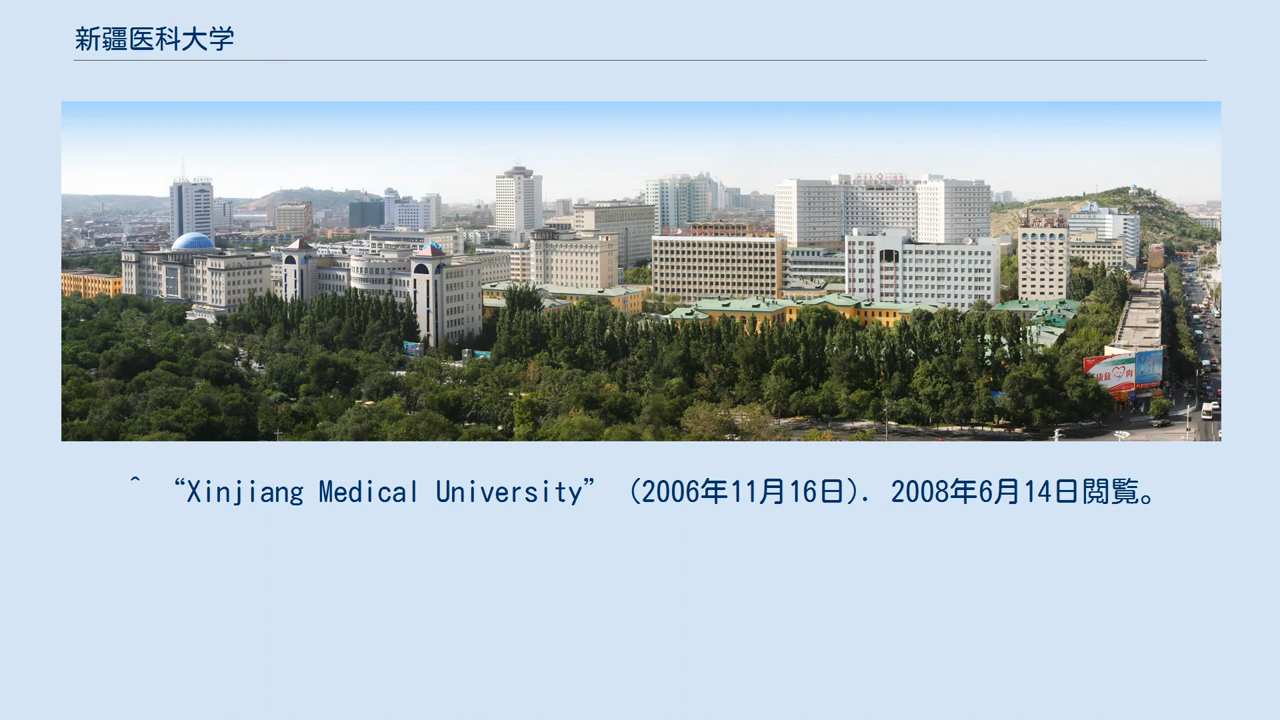 新疆医科大学
^ “Xinjiang Medical University” (2006年11月16日). 2008年6月14日閲覧。